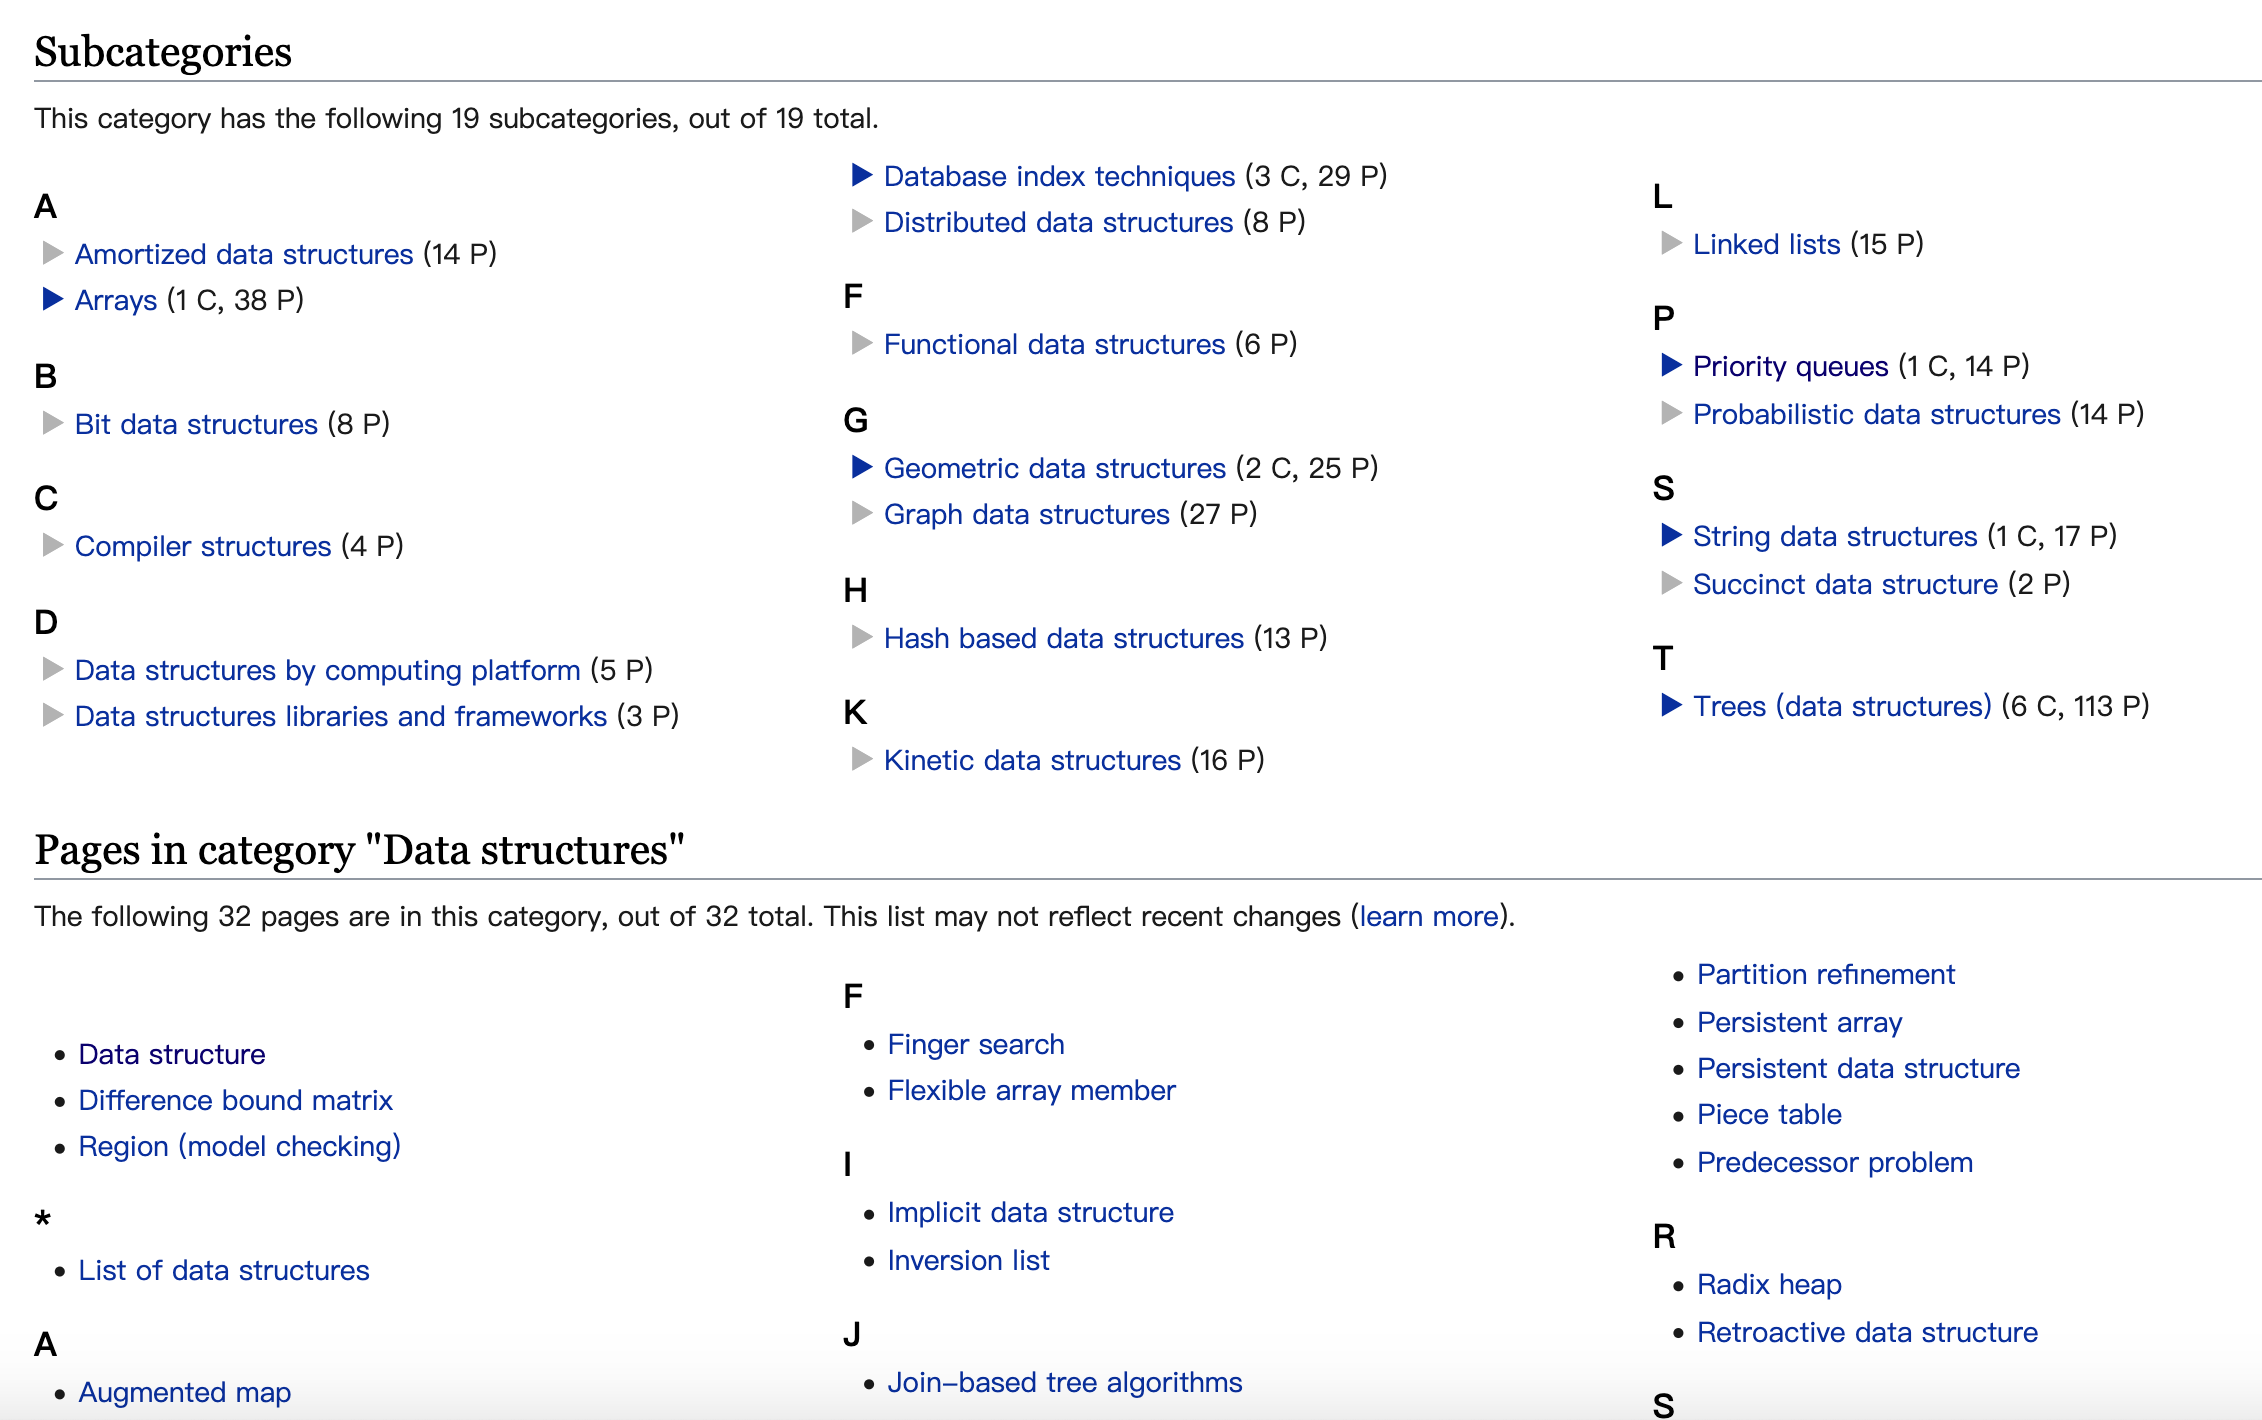 Subcategories
This category has the following 19 subcategories, out of 19 total.
A
Amortized data structures (14 P)
Arrays (1 C, 38 P)
B
Bit data structures (8 P)
C
Compiler structures (4 P)
D
Data structures by computing platform (5 P)
Data structures libraries and frameworks (3 P)
Database index techniques (3 C, 29 P)
Distributed data structures (8 P)
F
Functional data structures (6 P)
G
Geometric data structures (2 C, 25 P)
Graph data structures (27 P)
H
Hash based data structures (13 P)
K
Kinetic data structures (16 P)
L
Linked lists (15 P)
P
Priority queues (1 C, 14 P)
Probabilistic data structures (14 P)
S
String data structures (1 C, 17 P)
Succinct data structure (2 P)
T
Trees (data structures) (6 C, 113 P)
Pages in category "Data structures"
The following 32 pages are in this category, out of 32 total. This list may not reflect recent changes (learn more).
Data structure
Difference bound matrix
Region (model checking)
*
List of data structures
A
Augmented map
F
Finger search
Flexible array member
I
Implicit data structure
Inversion list
J
Join-based tree algorithms
Partition refinement
Persistent array
Persistent data structure
Piece table
Predecessor problem
R
Radix heap
Retroactive data structure
S